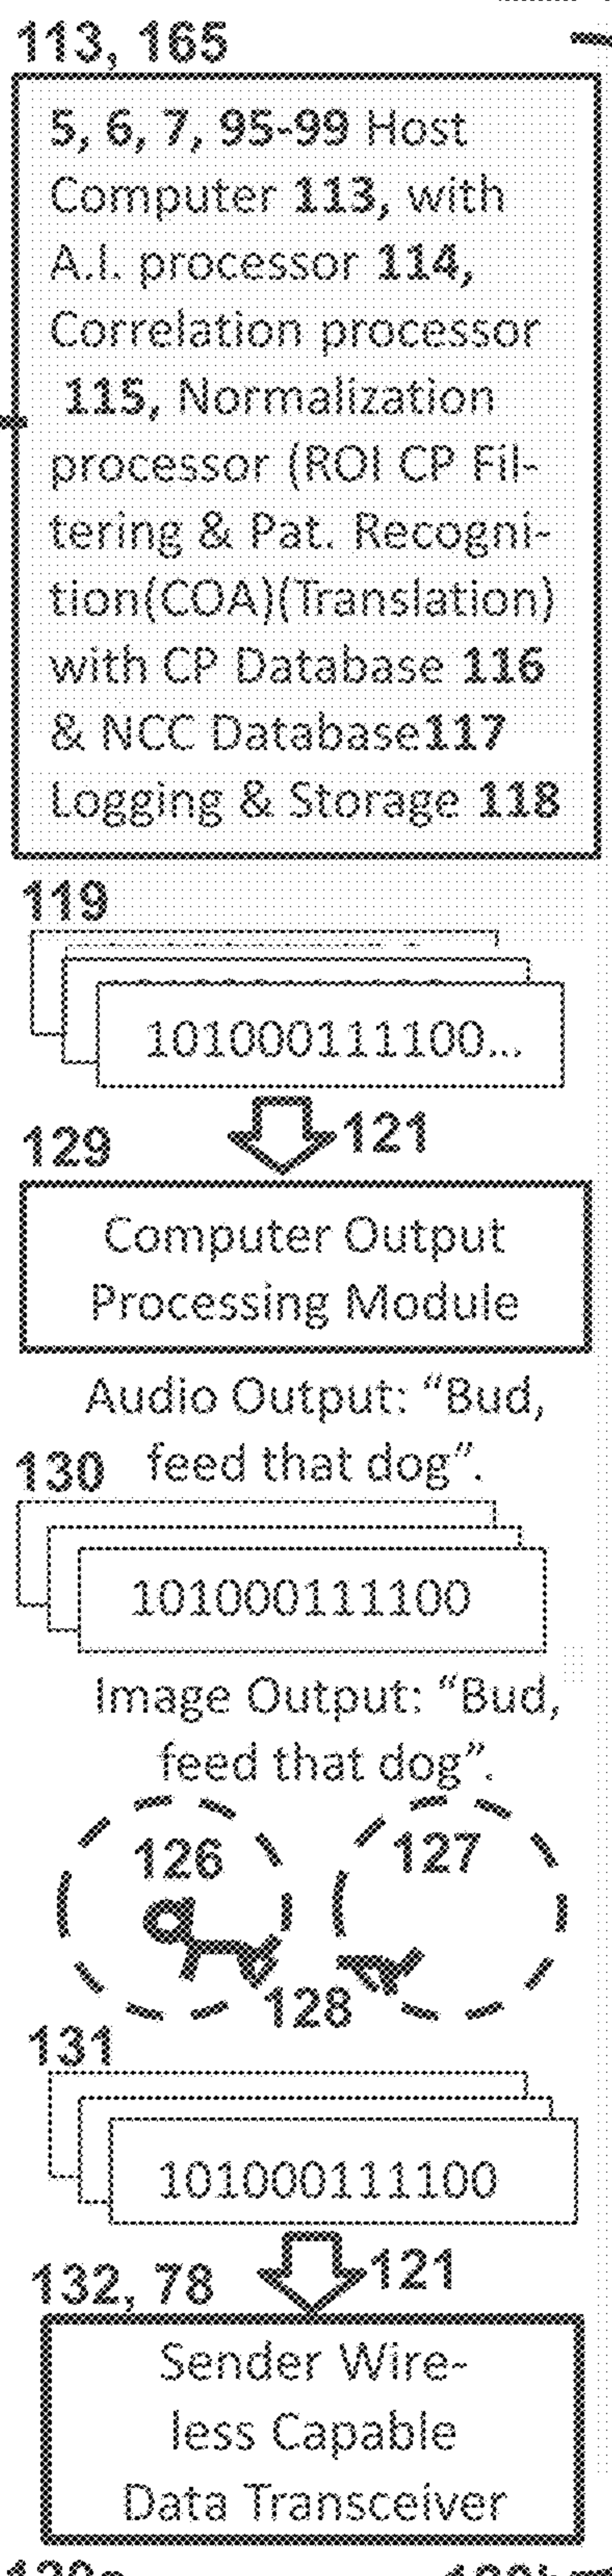 113, 165
5, 6, 7, 95-99 Host
Computer 113, with
A.I. processor 114,
Correlation processor
115, Normalization
processor (ROI CP Fil-
tering & Pat. Recogni-
tion(COA)(Translation)
with CP Database 116
& NCC Database117
Logging & Storage 118
119
101000111100...
121
129
Computer Output
Processing Module
Audio Output: “Bud,
feed that dog”.
130
101000111100
Image Output: “Bud,
feed that dog”.
126
127
128
131
101000111100
121
132, 78
Sender Wire-
less Capable
Data Transceiver